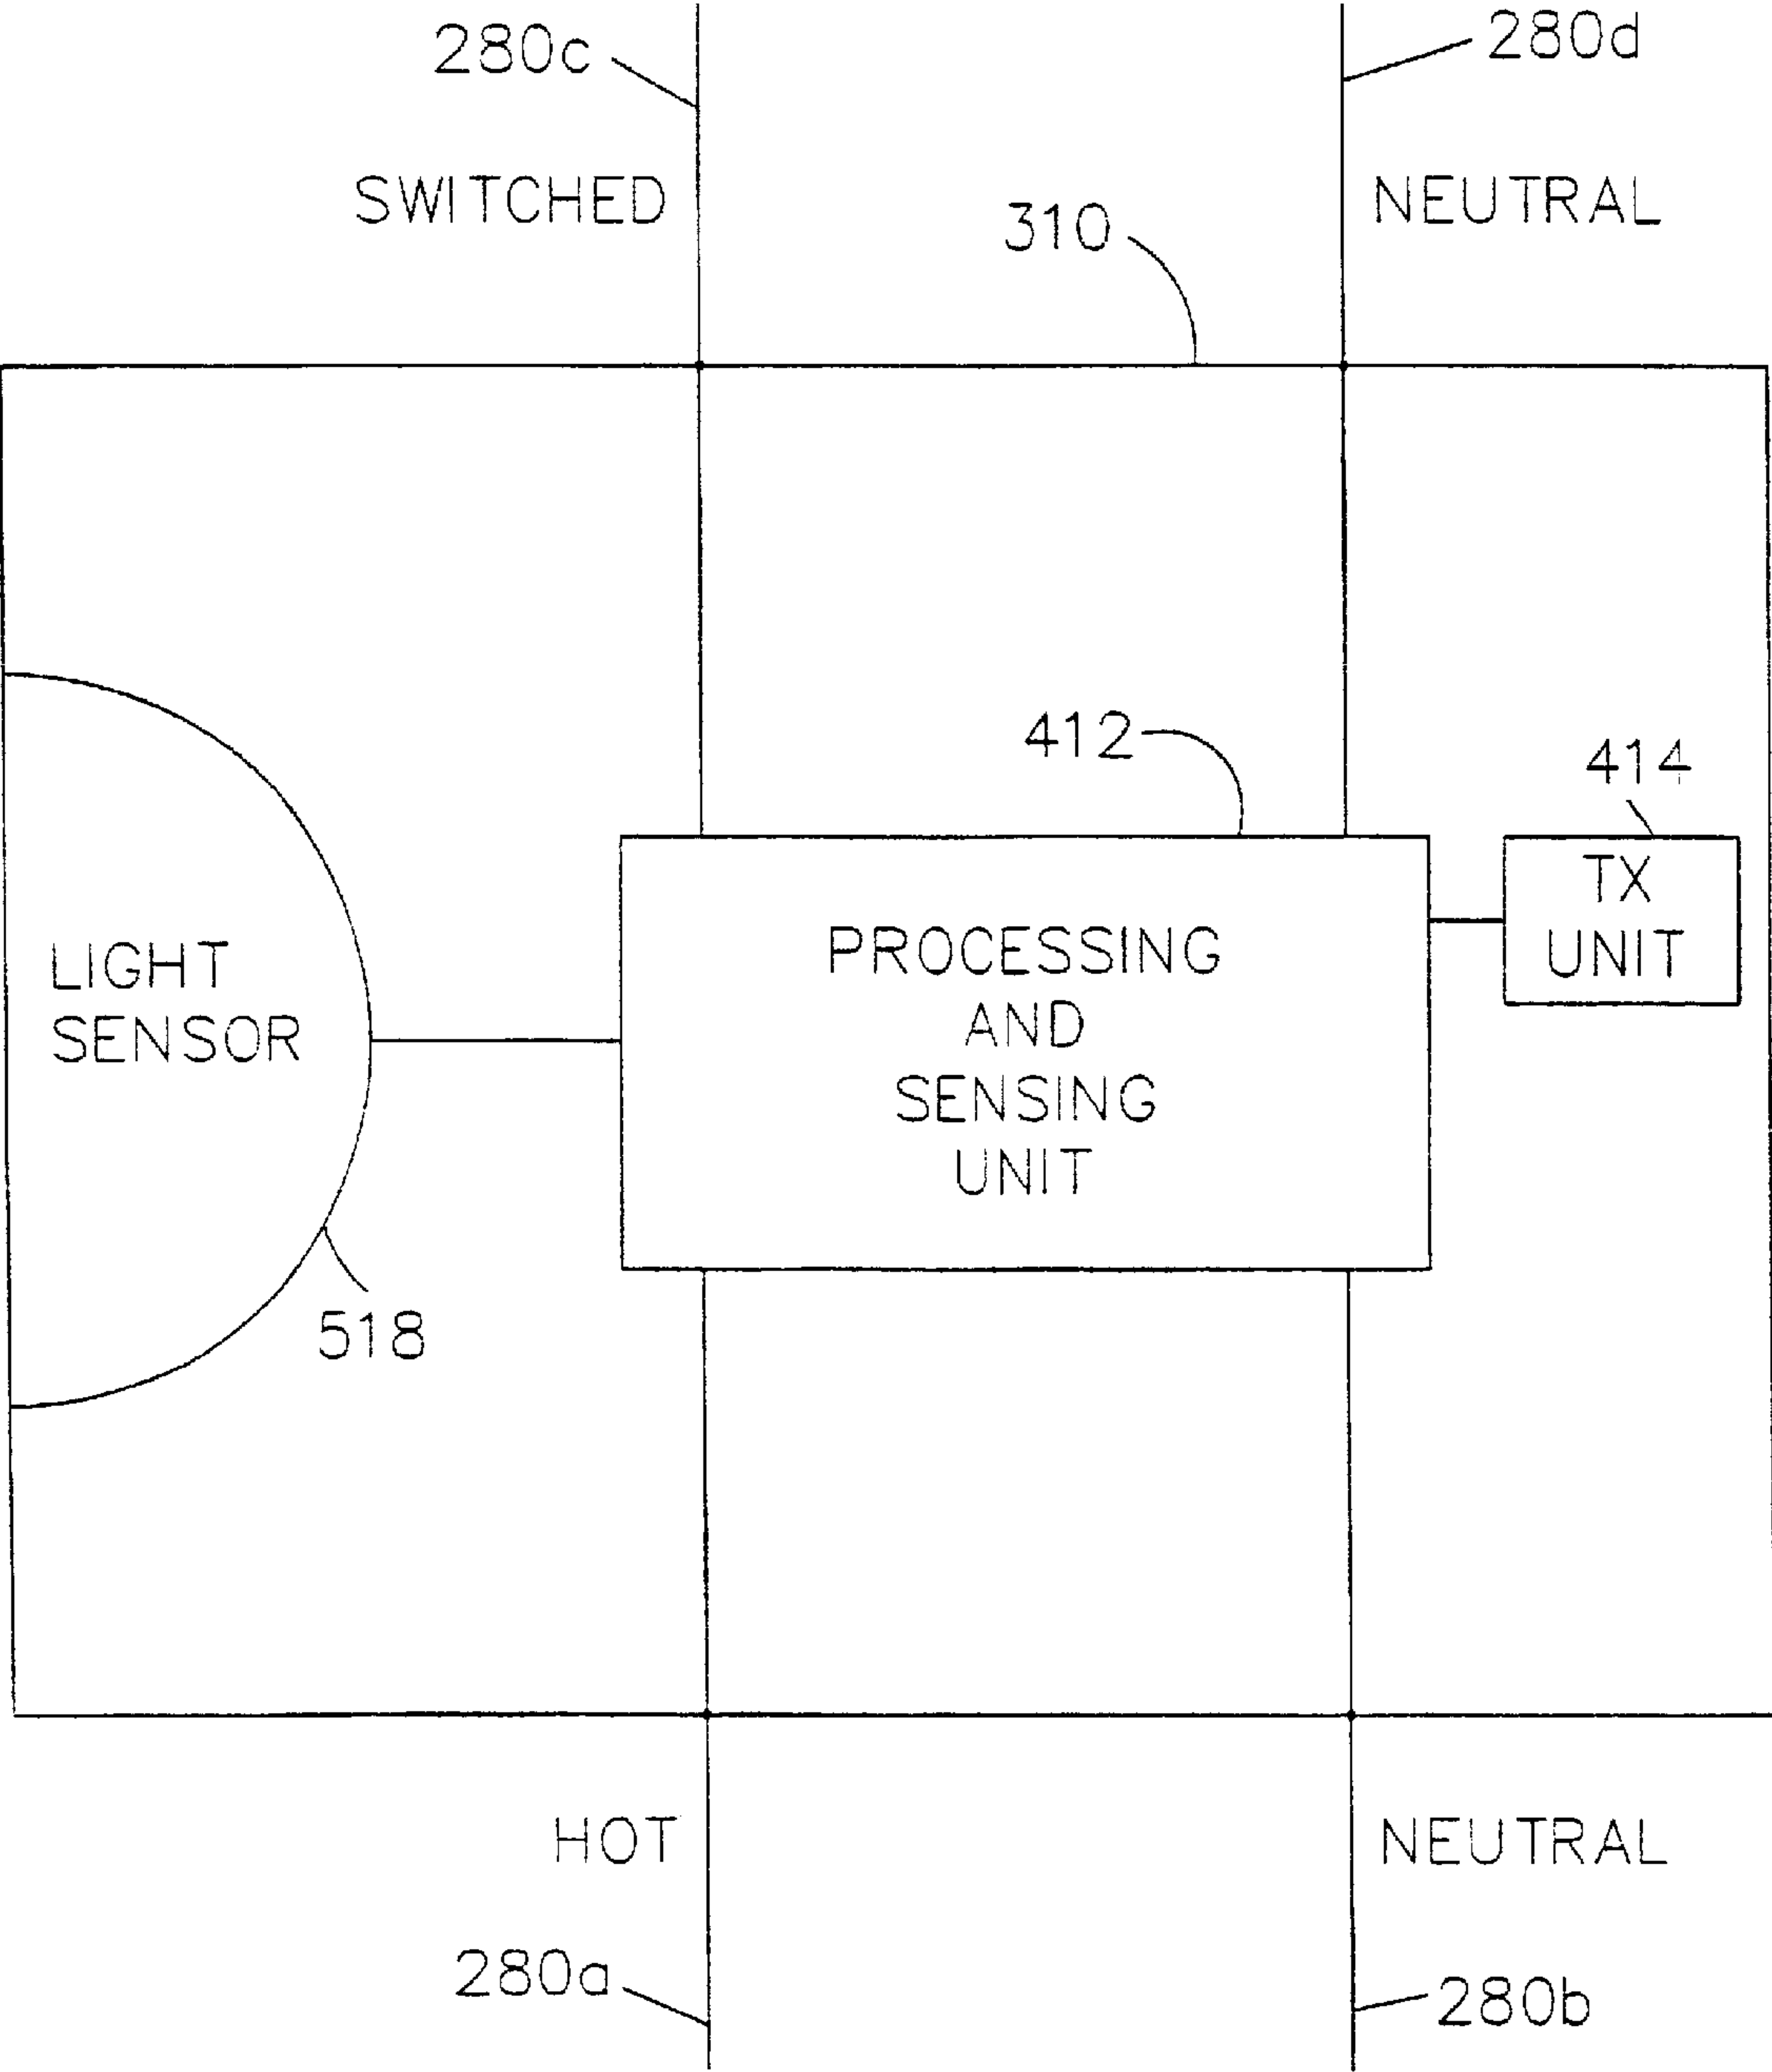 280c
280d
SWITCHED
NEUTRAL
310
412
414
TX
UNIT
LIGHT
SENSOR
PROCESSING
AND
SENSING
UNIT
518
HOT
NEUTRAL
280a
280b